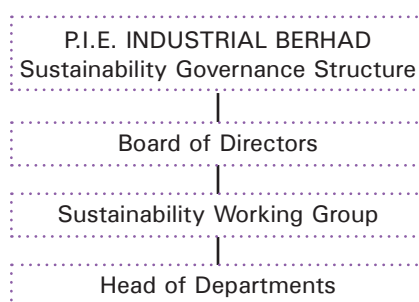 P.I.E. INDUSTRIAL BERHAD
Sustainability Governance Structure
Board of Directors
Sustainability Working Group
Head of Departments